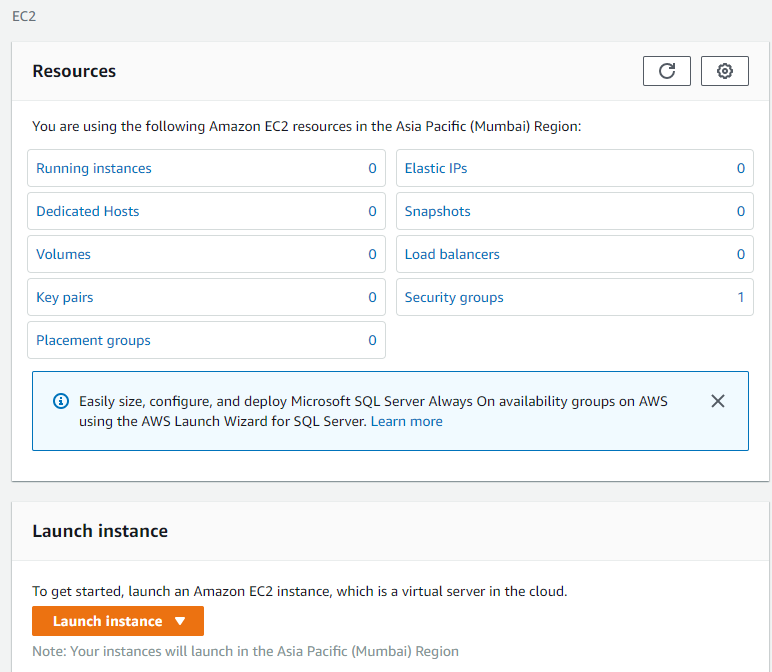 EC2
Resources
You are using the following Amazon EC2 resources in the Asia Pacific (Mumbai) Region:
Running instances 0
Elastic IPs 0
Dedicated Hosts 0
Snapshots 0
Volumes 0
Load balancers 0
Key pairs 0
Security groups 1
Placement groups 0
Easily size, configure, and deploy Microsoft SQL Server Always On availability groups on AWS
using the AWS Launch Wizard for SQL Server. Learn more
Launch instance
To get started, launch an Amazon EC2 instance, which is a virtual server in the cloud.
Launch instance
Note: Your instances will launch in the Asia Pacific (Mumbai) Region